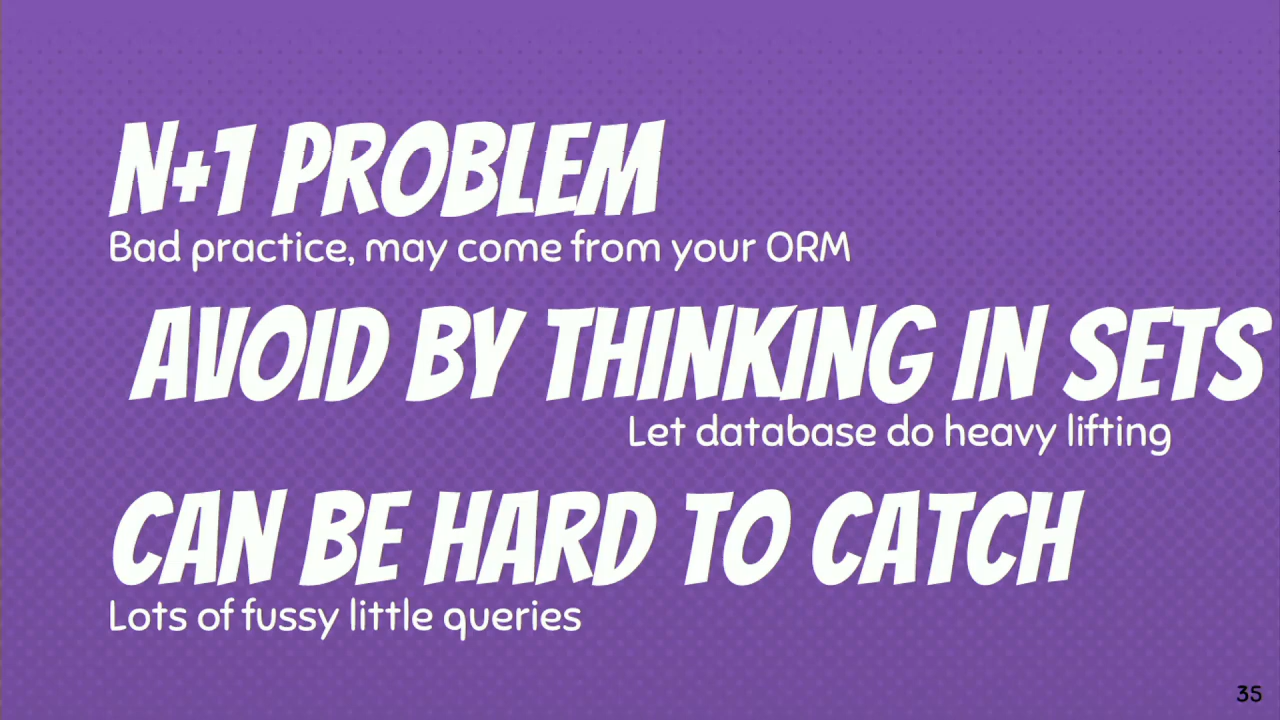 N+1 PROBLEM
Bad practice, may come from your ORM
AVOID BY THINKING IN SETS
Let database do heavy lifting
CAN BE HARD TO CATCH
Lots of fussy little queries
35